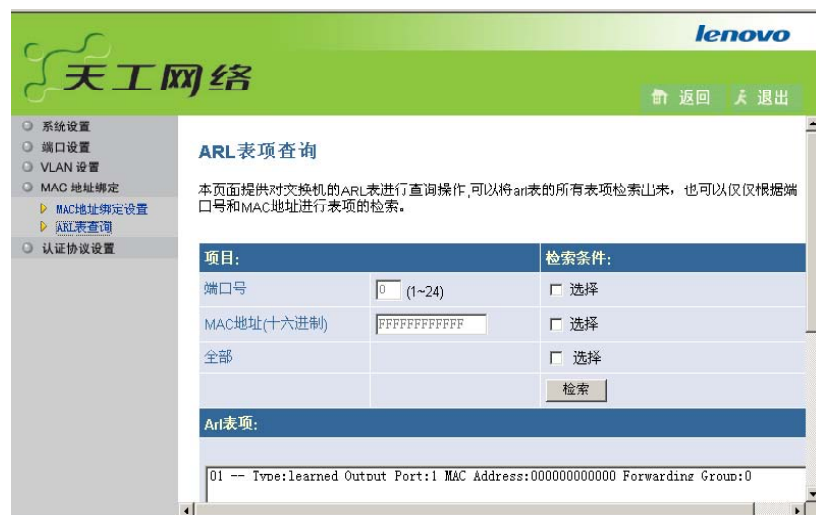 lenovo
天工网络
返回 退出
系统设置
端口设置
VLAN 设置
MAC 地址绑定
MAC地址绑定设置
ARL表查询
认证协议设置
ARL表项查询
本页面提供对交换机的ARL表进行查询操作,可以将arl表的所有表项检索出来，也可以仅仅根据端
口号和MAC地址进行表项的检索。
项目: 检索条件:
端口号 0 (1~24) 选择
MAC地址(十六进制) FFFFFFFFFFFF 选择
全部 选择
检索
Arl表项:
01 -- Type:learned Output Port:1 MAC Address:000000000000 Forwarding Group:0